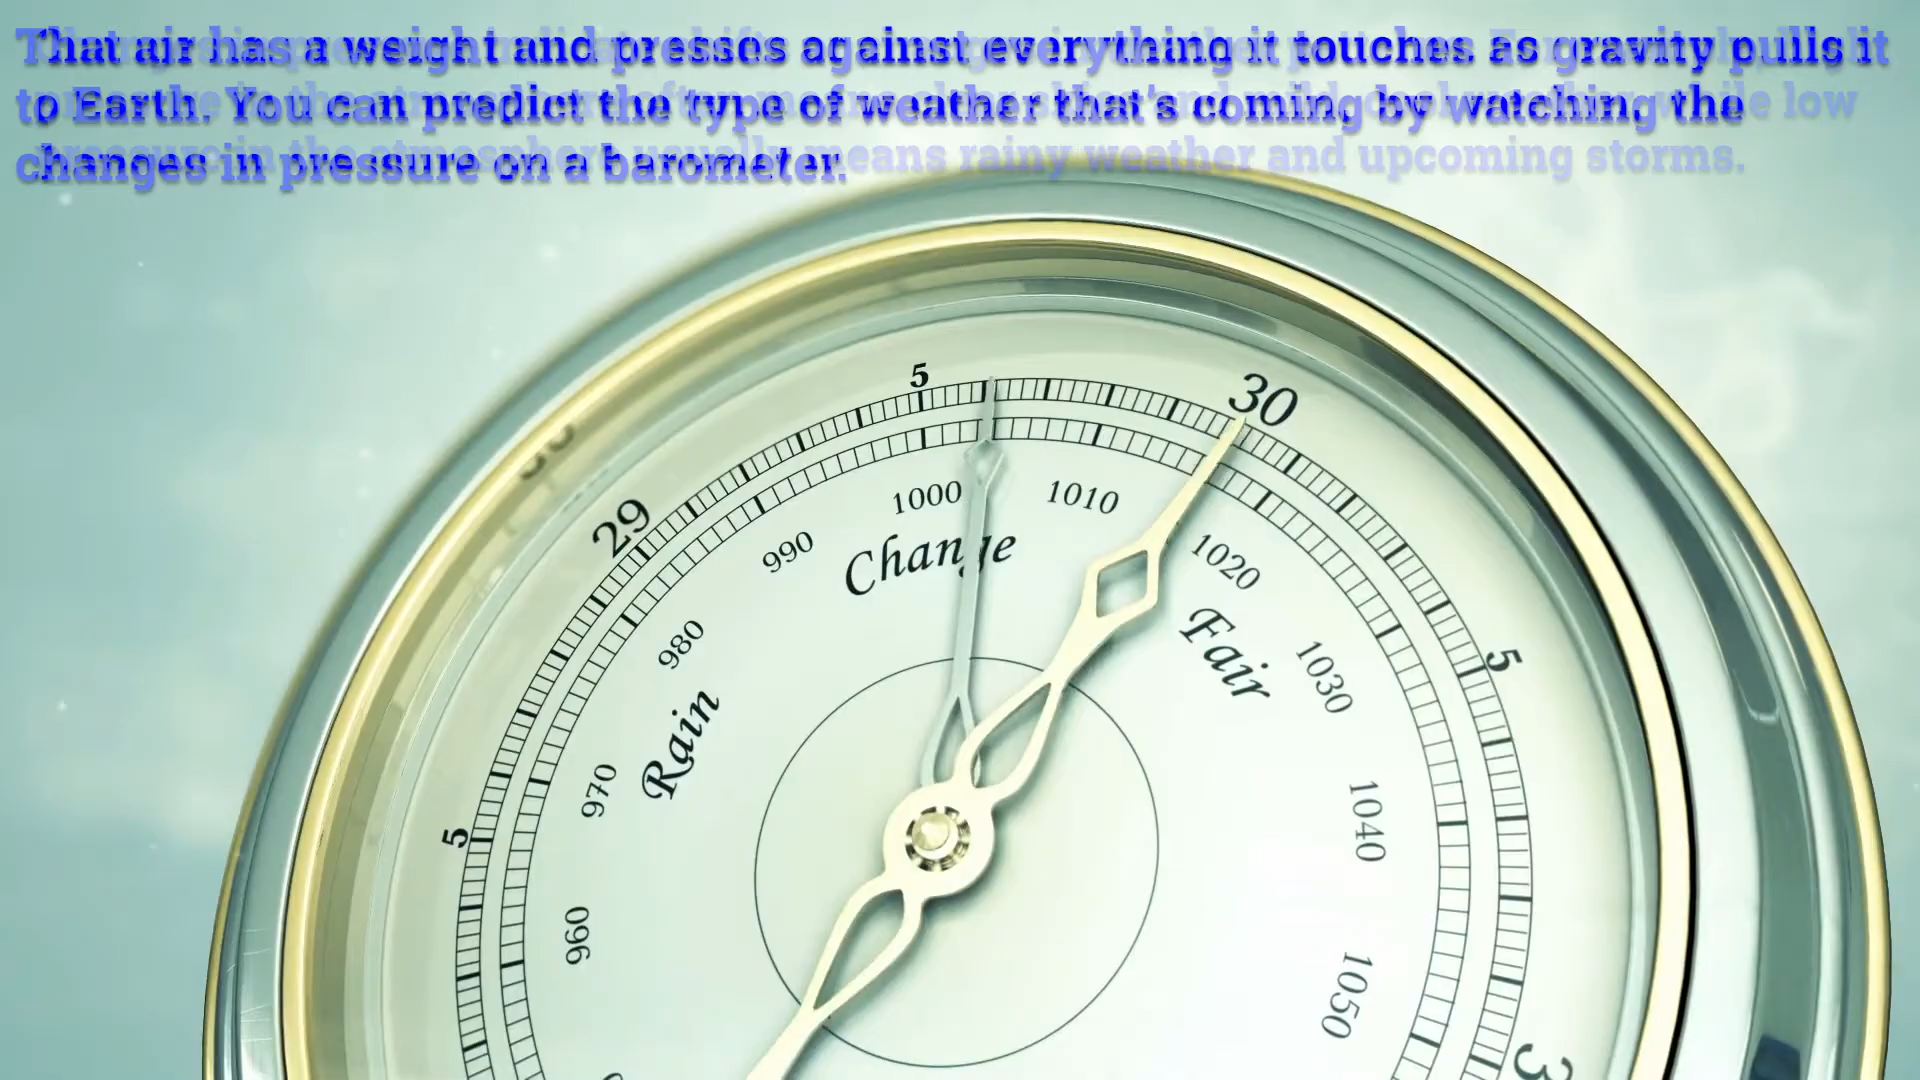 That air has a weight and presses against everything it touches as gravity pulls it
to Earth. You can predict the type of weather that's coming by watching the
changes in pressure on a barometer.
low
means rainy weather and upcoming storms.
5
30
29
1000
1010
990
Change
1020
980
Fair
5
1030
Rain
970
1040
5
960
1050